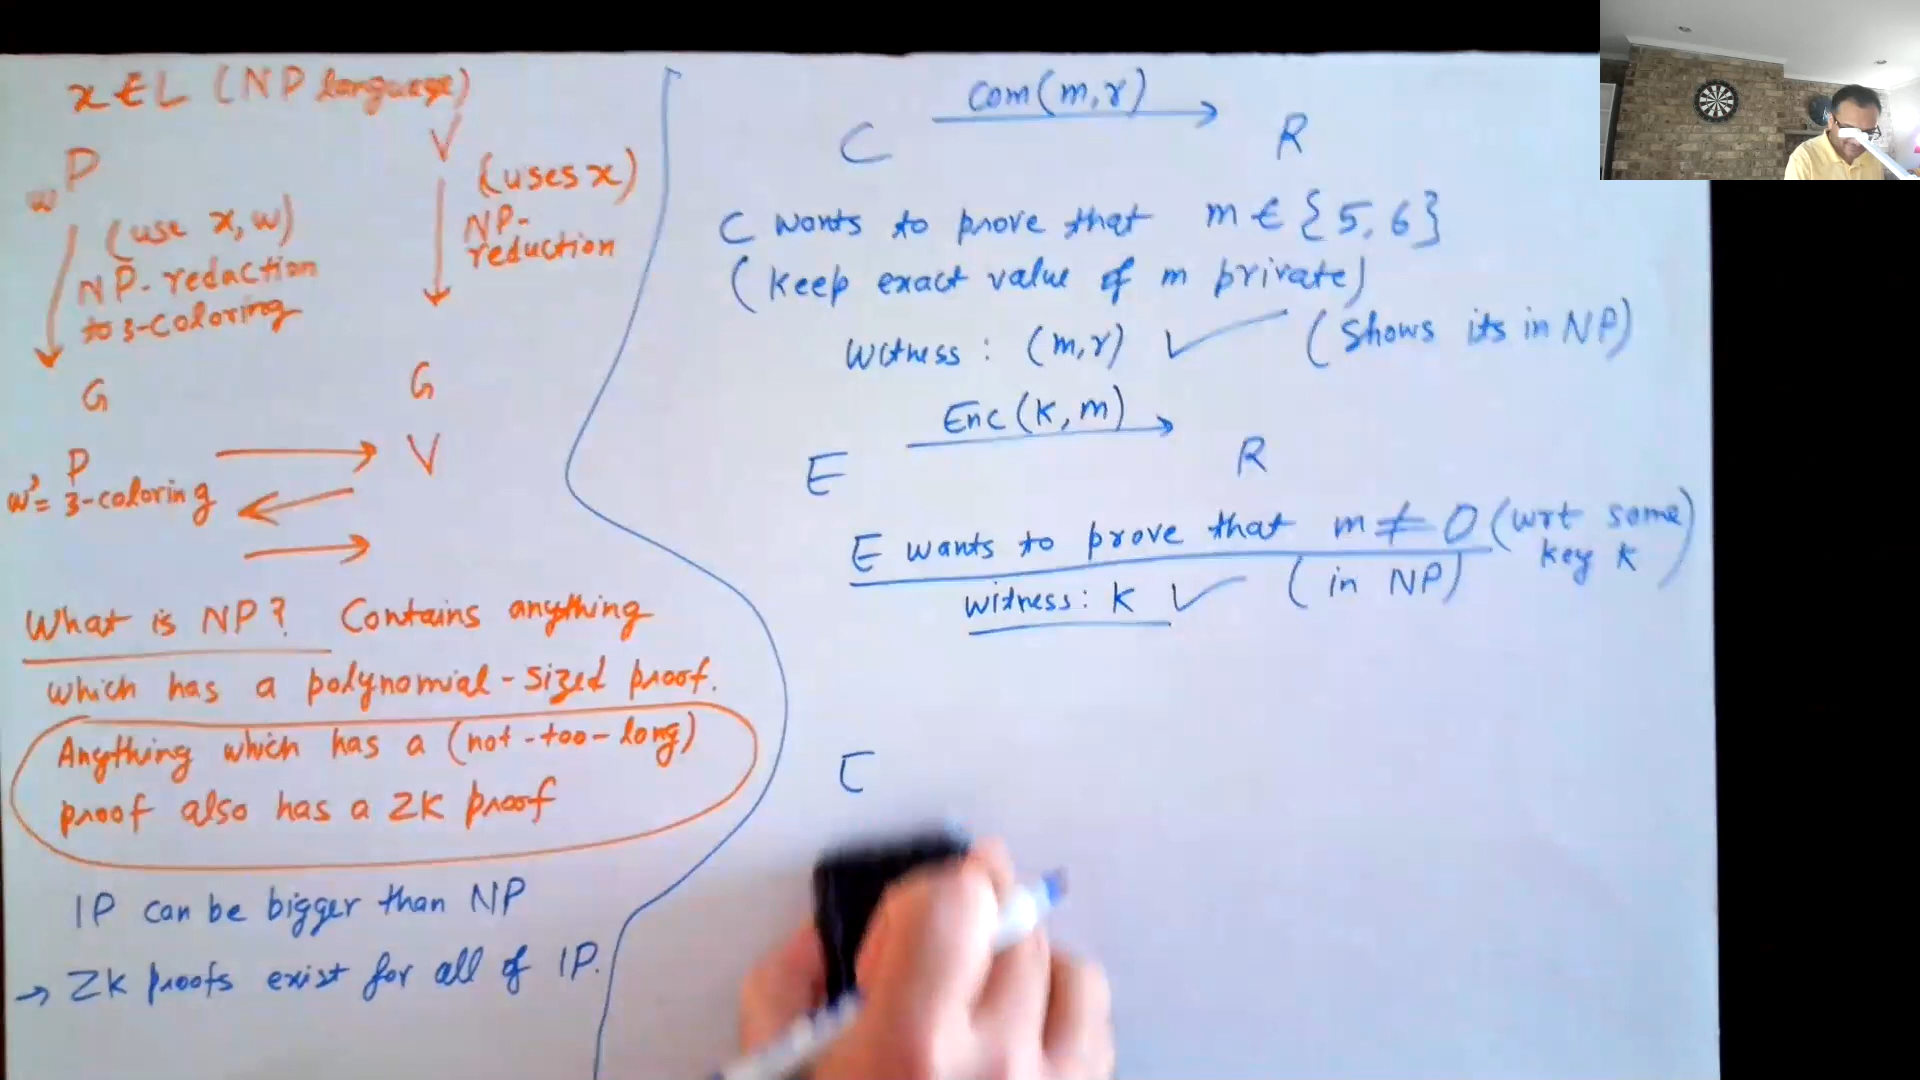 x ∈ L (NP language)
P
V
w
(use x, w)
NP-reduction
to 3-coloring
(uses x)
NP-
reduction
G
G
P
V
w' = 3-coloring
What is NP? Contains anything
which has a polynomial-sized proof.
Anything which has a (not-too-long)
proof also has a ZK proof
IP can be bigger than NP
→ ZK proofs exist for all of IP.
Com(m,r)
C
R
C wants to prove that m ∈ {5,6}
(keep exact value of m private)
Witness: (m,r) ✓ (Shows its in NP)
Enc(K,m)
E
R
E wants to prove that m ≠ 0 (wrt some
key K)
Witness: K ✓ (in NP)